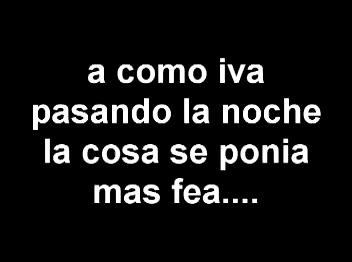 a como iva
pasando la noche
la cosa se ponia
mas fea....